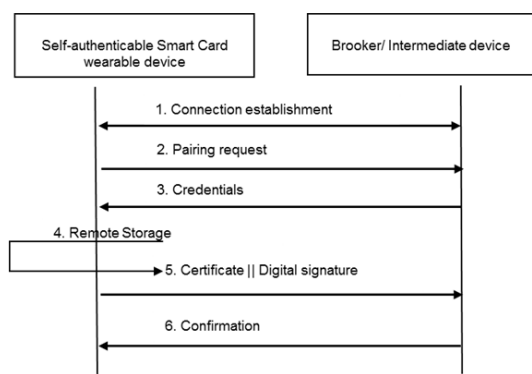 Self-authenticable Smart Card
wearable device
Brooker/ Intermediate device
1. Connection establishment
2. Pairing request
3. Credentials
4. Remote Storage
5. Certificate || Digital signature
6. Confirmation